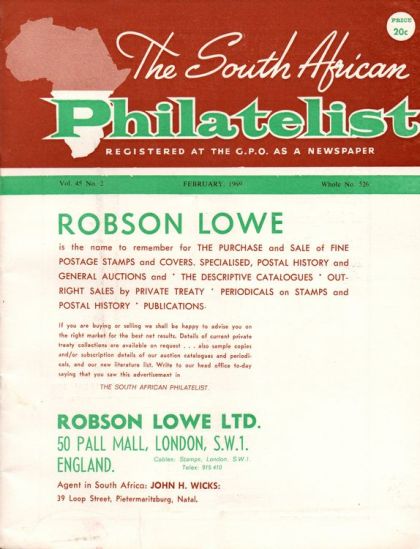 PRICE
20c
The South African
Philatelist
REGISTERED AT THE G.P.O. AS A NEWSPAPER
Vol. 45 No. 2 FEBRUARY, 1969 Whole No. 526
ROBSON LOWE
is the name to remember for THE PURCHASE and SALE of FINE
POSTAGE STAMPS and COVERS. SPECIALISED, POSTAL HISTORY and
GENERAL AUCTIONS and * THE DESCRIPTIVE CATALOGUES * OUT-
RIGHT SALES by PRIVATE TREATY * PERIODICALS on STAMPS and
POSTAL HISTORY * PUBLICATIONS.
If you are buying or selling we shall be happy to advise you on
the right market for the best net results. Details of current private
treaty collections are available on request . . . also sample copies
and/or subscription details of our auction catalogues and periodi-
cals, and our new literature list. Write to our head office to-day
saying that you saw this advertisement in
THE SOUTH AFRICAN PHILATELIST.
ROBSON LOWE LTD.
50 PALL MALL, LONDON, S.W.1.
ENGLAND.
Cables: Stamps, London, S.W.1.
Telex: 915 410
Agent in South Africa: JOHN H. WICKS:
39 Loop Street, Pietermaritzburg, Natal.